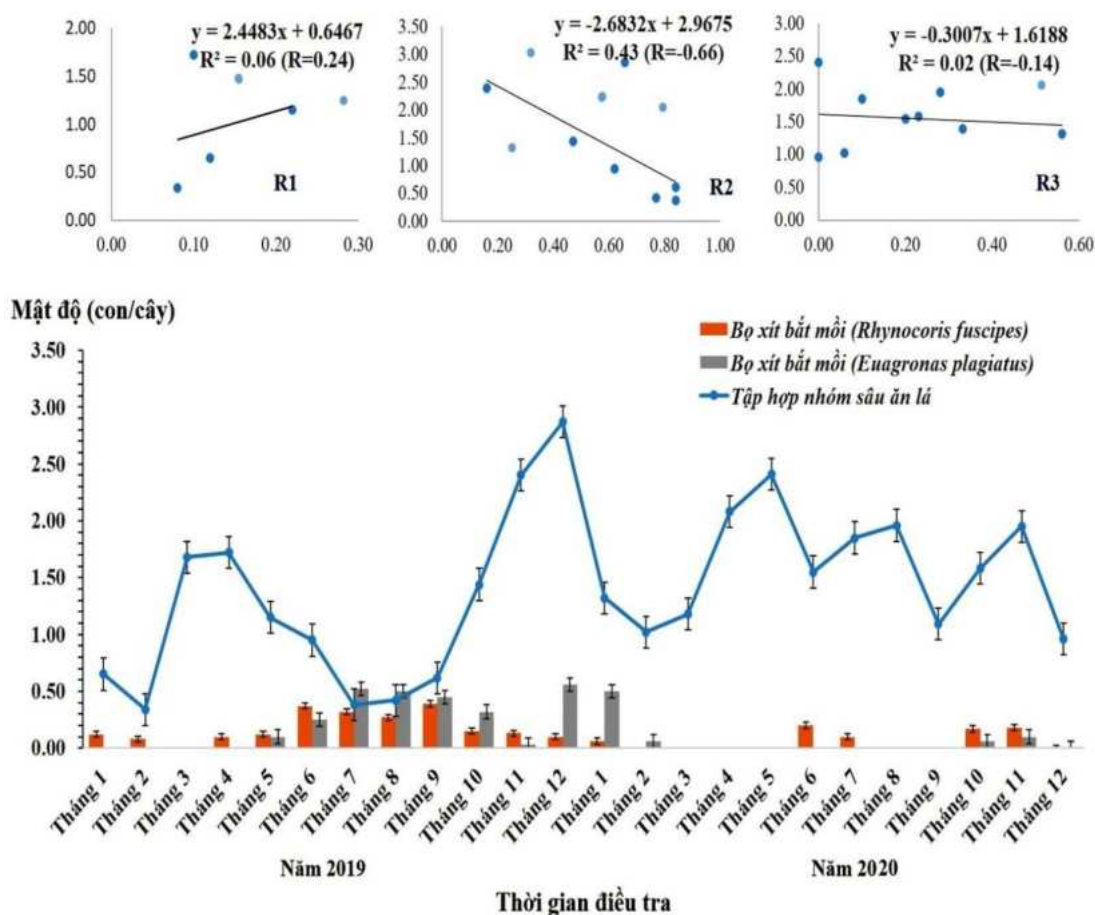 y = 2.4483x + 0.6467
R² = 0.06 (R=0.24)
2.00
1.50
1.00
0.50
0.00
0.00 0.10 0.20 0.30
R1
y = -2.6832x + 2.9675
R² = 0.43 (R=-0.66)
3.50
3.00
2.50
2.00
1.50
1.00
0.50
0.00
0.00 0.20 0.40 0.60 0.80 1.00
R2
y = -0.3007x + 1.6188
R² = 0.02 (R=-0.14)
3.00
2.50
2.00
1.50
1.00
0.50
0.00
0.00 0.20 0.40 0.60
R3
Mật độ (con/cây)
Bọ xít bắt mồi (Rhynocoris fuscipes)
Bọ xít bắt mồi (Euagronas plagiatus)
Tập hợp nhóm sâu ăn lá
3.50
3.00
2.50
2.00
1.50
1.00
0.50
0.00
Tháng 1 Tháng 2 Tháng 3 Tháng 4 Tháng 5 Tháng 6 Tháng 7 Tháng 8 Tháng 9 Tháng 10 Tháng 11 Tháng 12 Tháng 1 Tháng 2 Tháng 3 Tháng 4 Tháng 5 Tháng 6 Tháng 7 Tháng 8 Tháng 9 Tháng 10 Tháng 11 Tháng 12
Năm 2019 Năm 2020
Thời gian điều tra